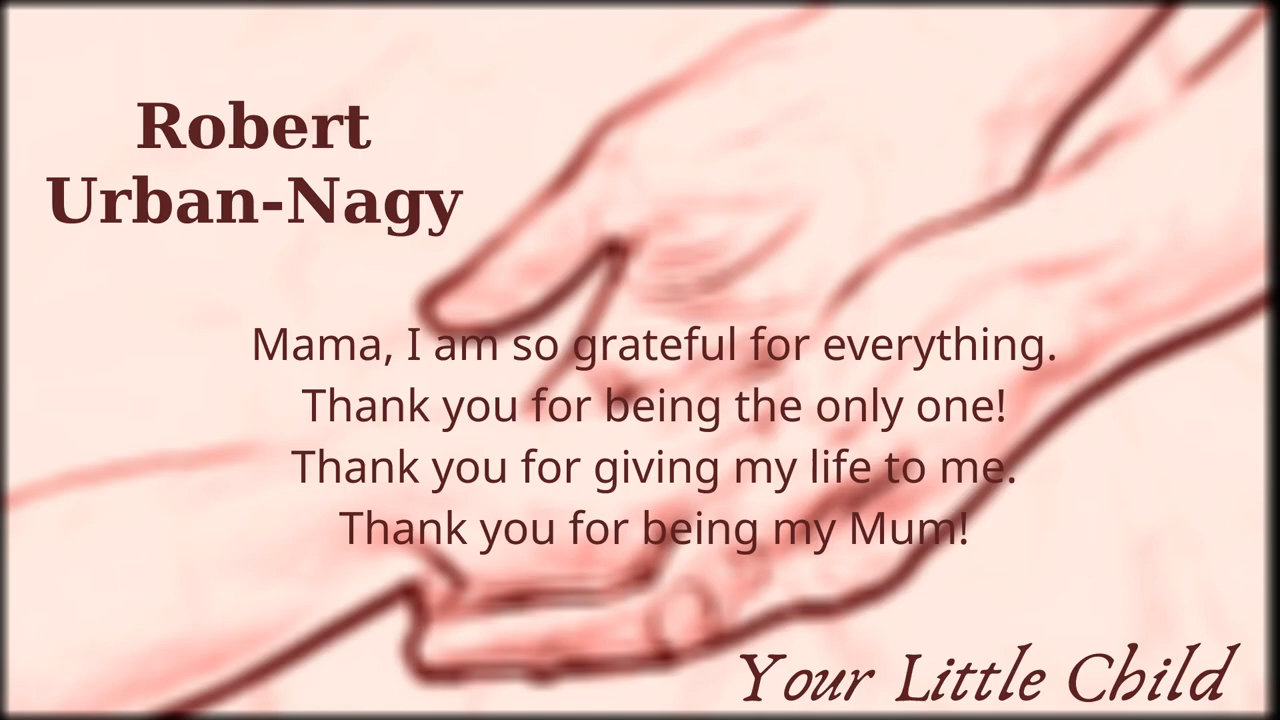 Robert
Urban-Nagy
Mama, I am so grateful for everything.
Thank you for being the only one!
Thank you for giving my life to me.
Thank you for being my Mum!
Your Little Child